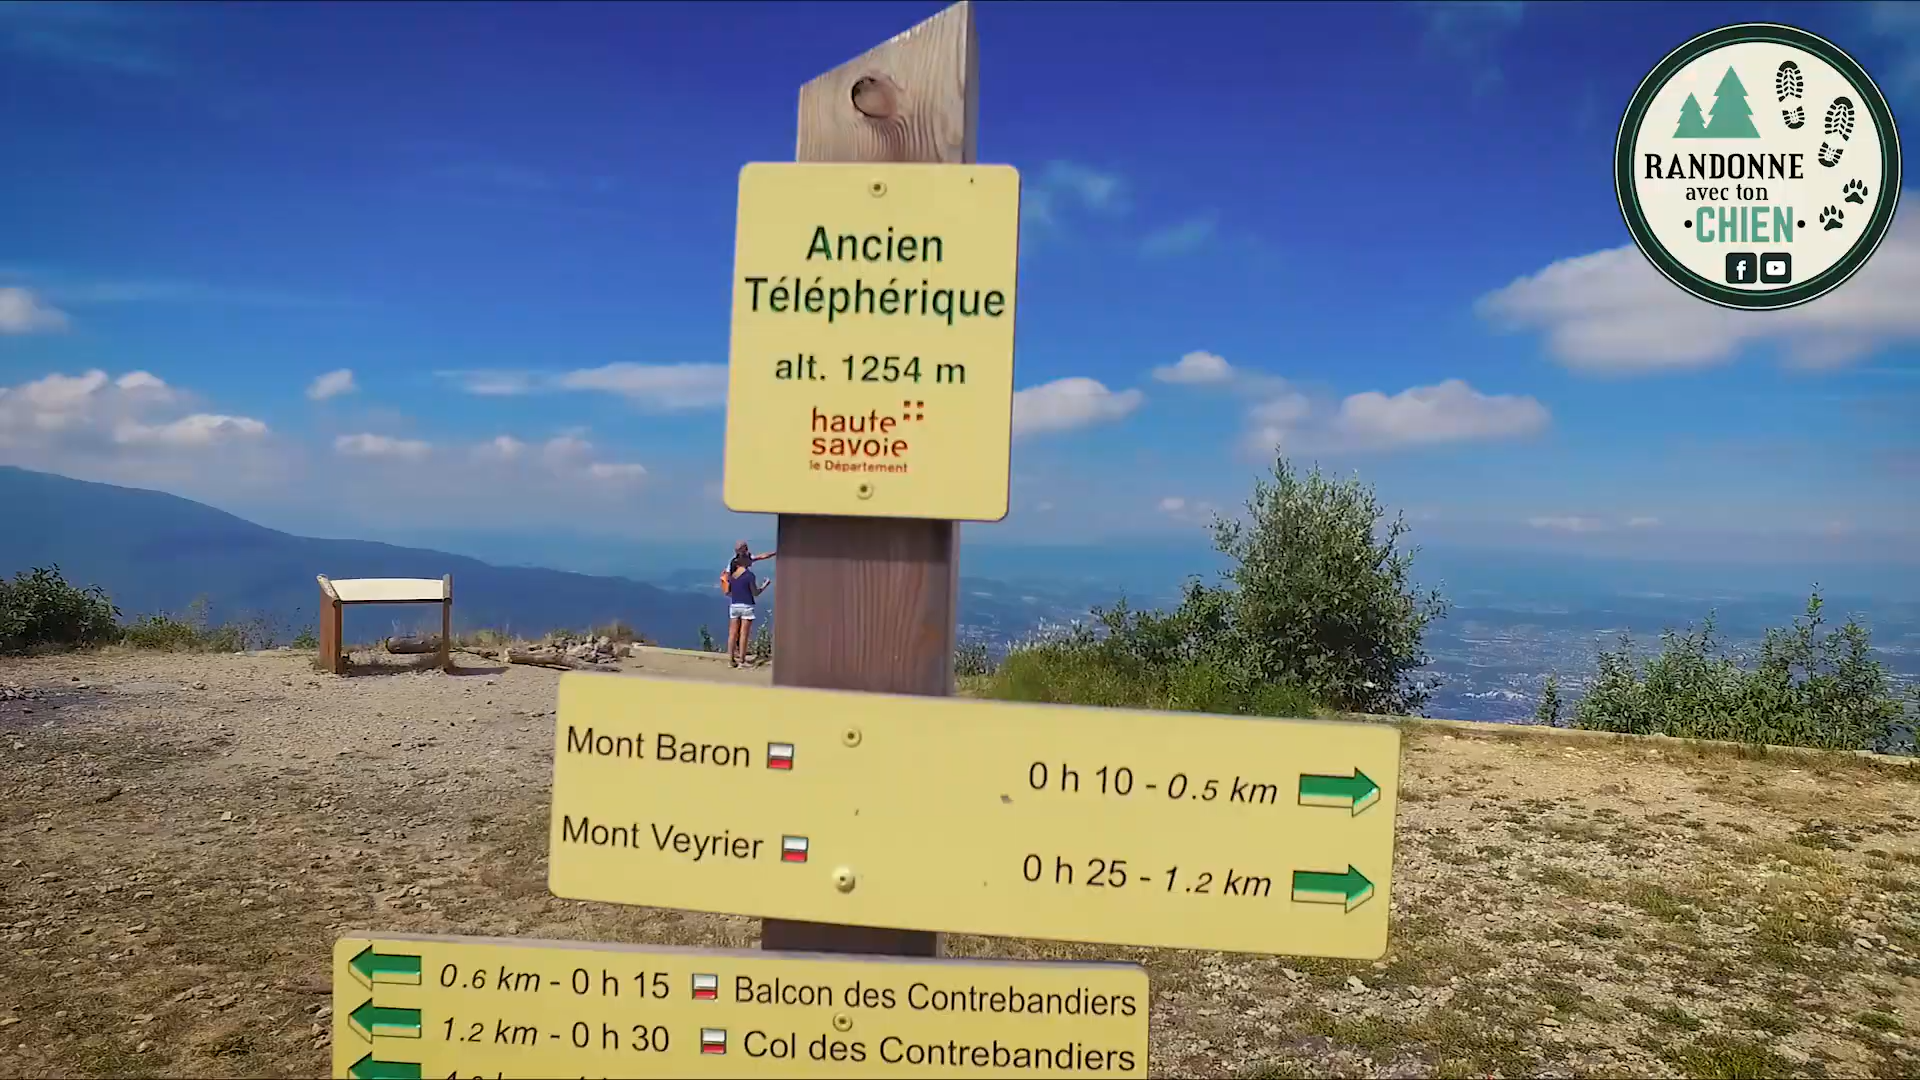 RANDONNE
avec ton
•CHIEN•
Ancien
Téléphérique
alt. 1254 m
haute
savoie
le Département
Mont Baron 0 h 10 - 0.5 km
Mont Veyrier 0 h 25 - 1.2 km
0.6 km - 0 h 15 Balcon des Contrebandiers
1.2 km - 0 h 30 Col des Contrebandiers